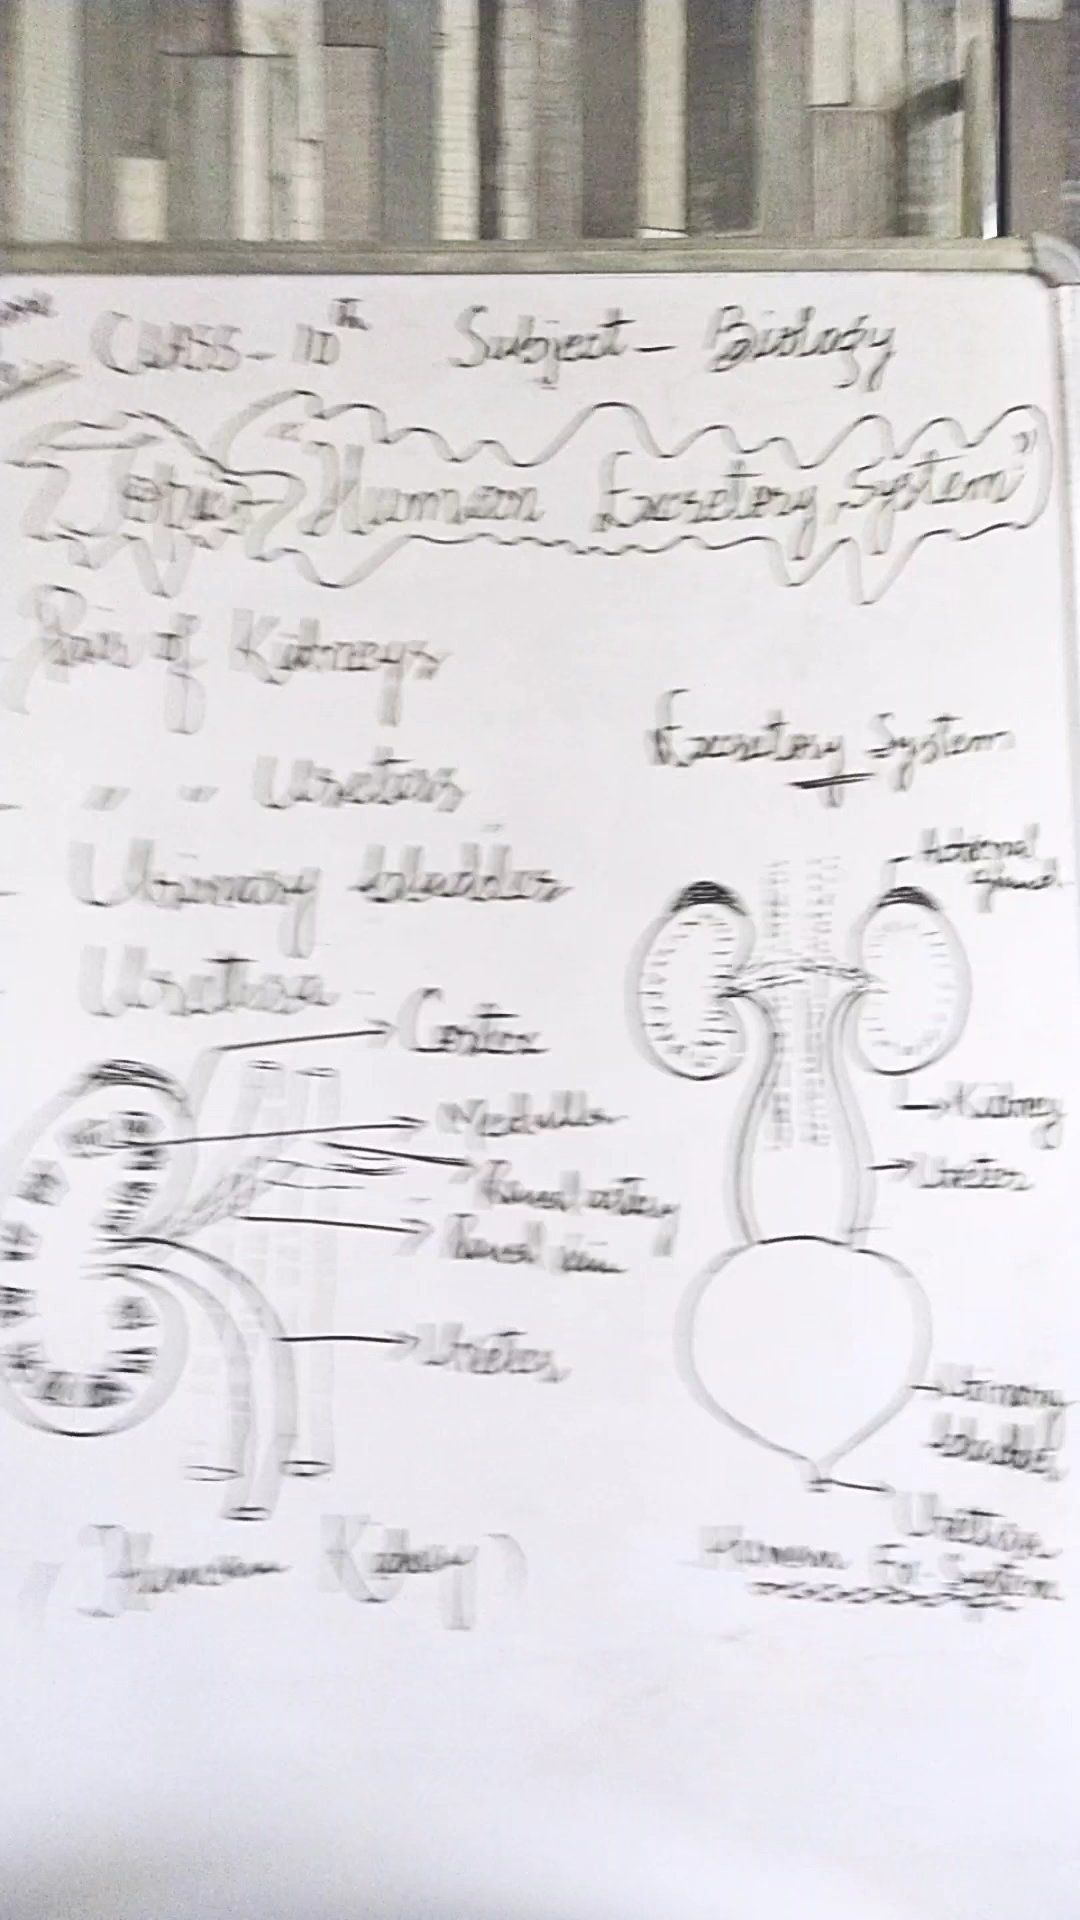 CLASS - 10th Subject - Biology
Topic - "Human Excretory System"
Pair of Kidneys
" " Ureters
Urinary bladder
Urethra
Cortex
Medulla
Renal artery
Renal vein
Ureter
(Human Kidney)
Excretory System
gland
Kidney
Ureter
Urinary
bladder
Urethra
Human Ex. System